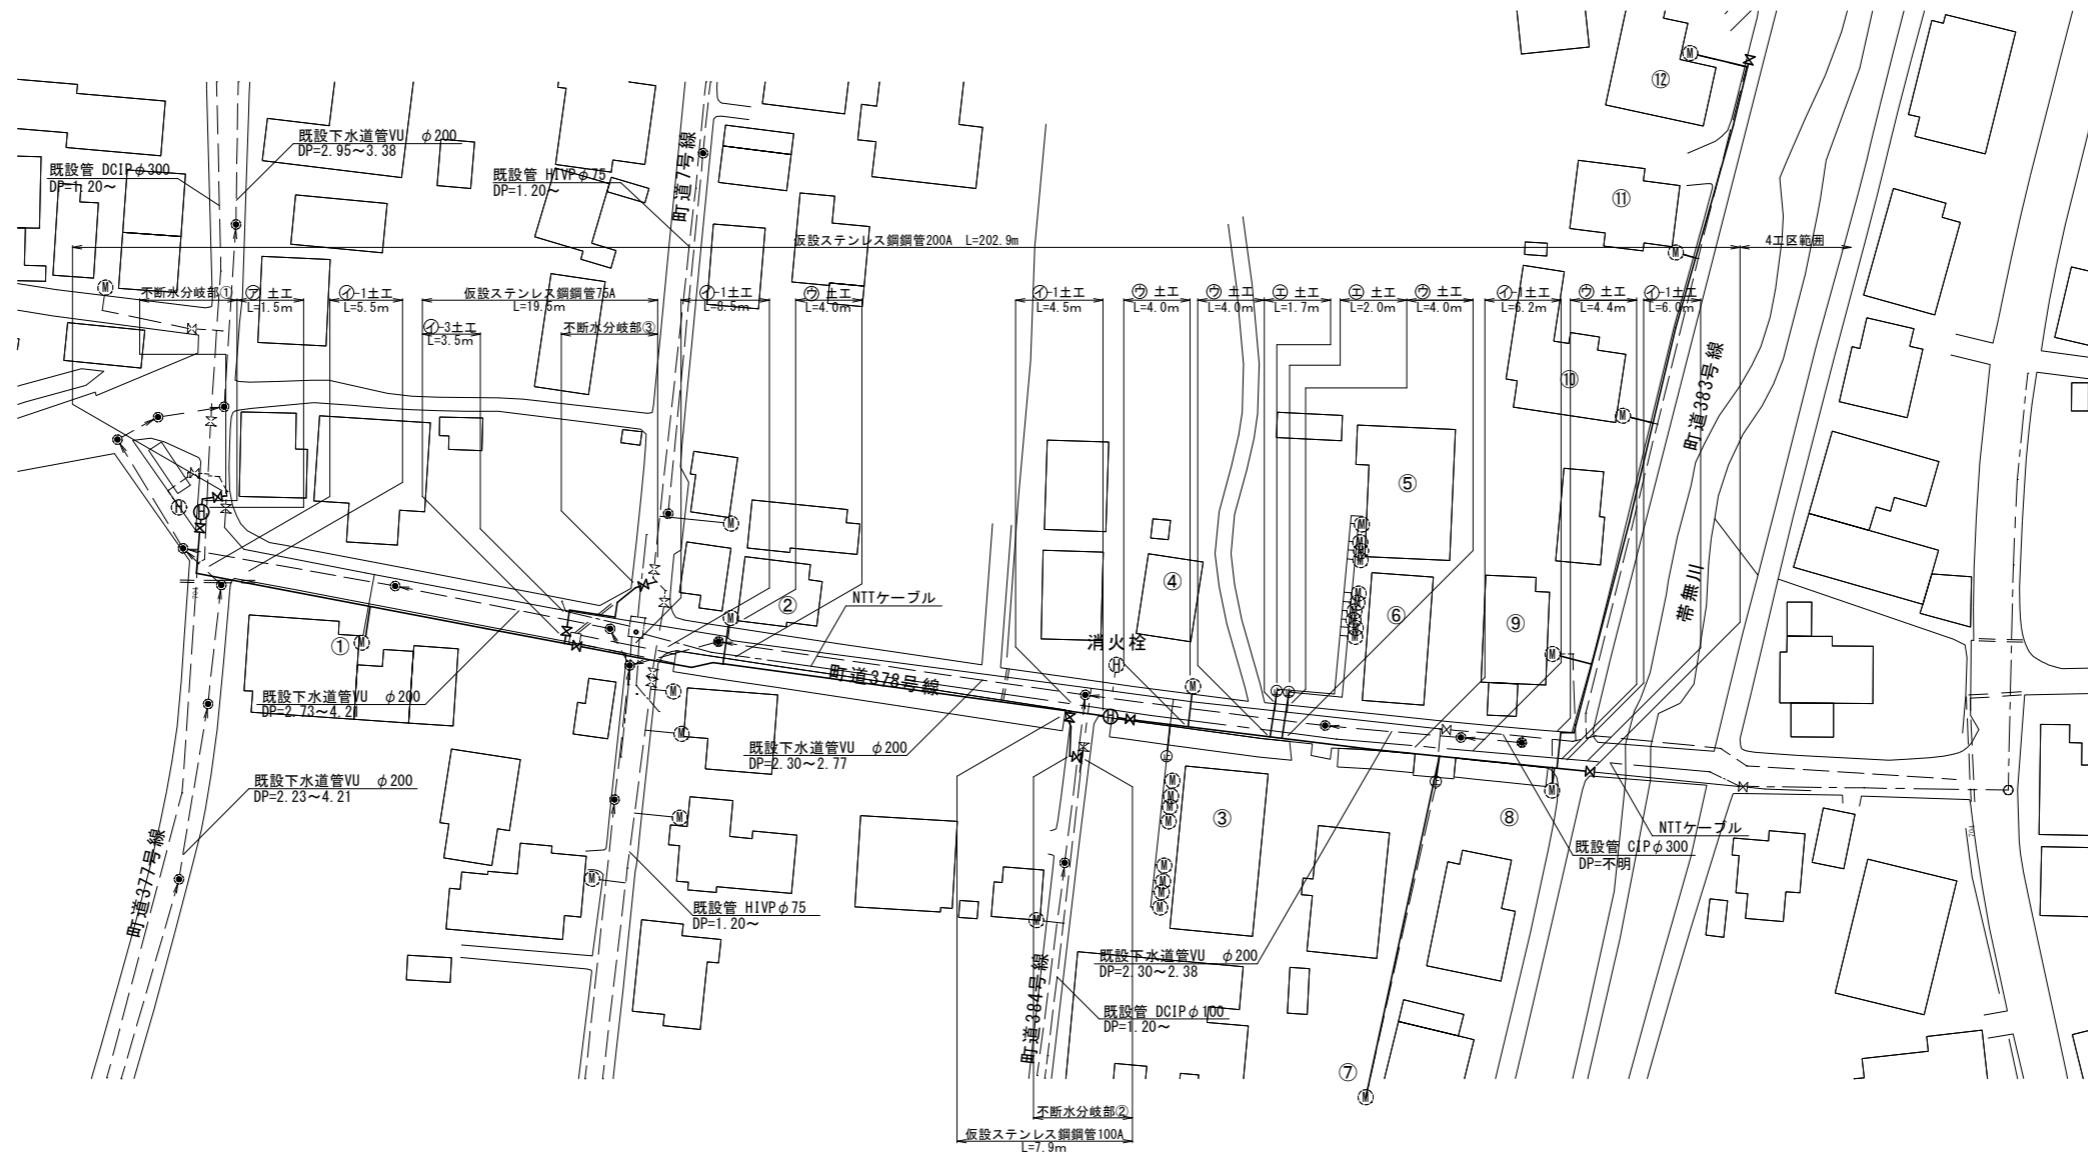 ⑫
既設下水道管VU φ200
DP=2.95～3.38
既設管 DCIPφ300
DP=1.20～
既設管 HIVPφ75
DP=1.20～
町道7号線
⑪
仮設ステンレス鋼鋼管200A L=202.9m
4工区範囲
不断水分岐部①
㋐ 土工
L=1.5m
㋑-1土工
L=5.5m
仮設ステンレス鋼鋼管75A
L=19.5m
㋑-3土工
L=3.5m
不断水分岐部③
㋑-1土工
L=8.5m
㋒ 土工
L=4.0m
㋑-1土工
L=4.5m
㋒ 土工
L=4.0m
㋒ 土工
L=4.0m
㋓ 土工
L=1.7m
㋓ 土工
L=2.0m
㋒ 土工
L=4.0m
㋑-1土工
L=6.2m
㋒ 土工
L=4.4m
㋑-1土工
L=6.0m
⑩
町道383号線
⑤
④
②
NTTケーブル
⑥
⑨
帯無川
消火栓
①
町道378号線
既設下水道管VU φ200
DP=2.73～4.21
既設下水道管VU φ200
DP=2.30～2.77
既設下水道管VU φ200
DP=2.23～4.21
③
⑧
NTTケーブル
既設管 CIPφ300
DP=不明
町道377号線
既設管 HIVPφ75
DP=1.20～
既設下水道管VU φ200
DP=2.30～2.38
町道384号線
既設管 DCIPφ100
DP=1.20～
⑦
不断水分岐部②
仮設ステンレス鋼鋼管100A
L=7.9m